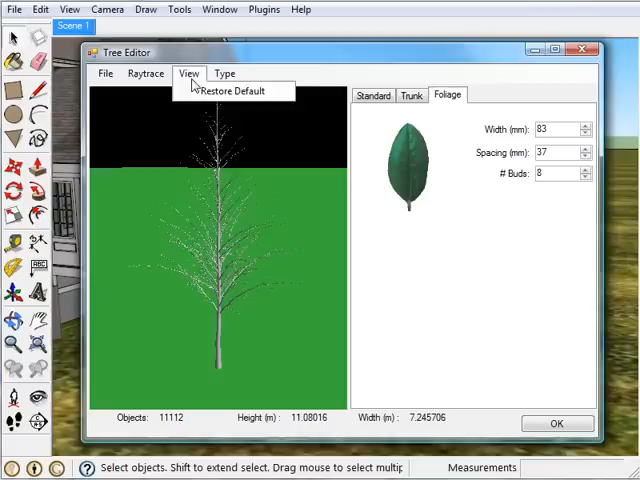 File Edit View Camera Draw Tools Window Plugins Help
Scene 1
Tree Editor
File Raytrace View Type
Restore Default
Standard Trunk Foliage
Width (mm): 83
Spacing (mm): 37
# Buds: 8
ABC
Objects: 11112 Height (m) : 11.08016 Width (m) : 7.245706
OK
Select objects. Shift to extend select. Drag mouse to select multip
Measurements